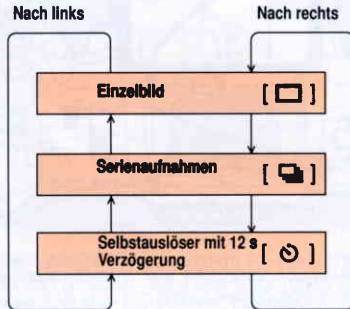 Nach links
Nach rechts
Einzelbild [ ]
Serienaufnahmen [ ]
Selbstauslöser mit 12 s [ ]
Verzögerung